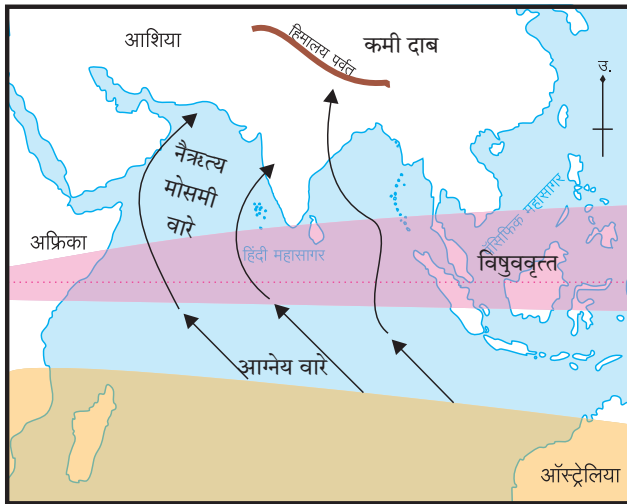 आशिया
हिमालय पर्वत
कमी दाब
उ.
नैऋत्य
मोसमी
वारे
पॅसिफिक महासागर
अफ्रिका
हिंदी महासागर
विषुववृत्त
आग्नेय वारे
ऑस्ट्रेलिया